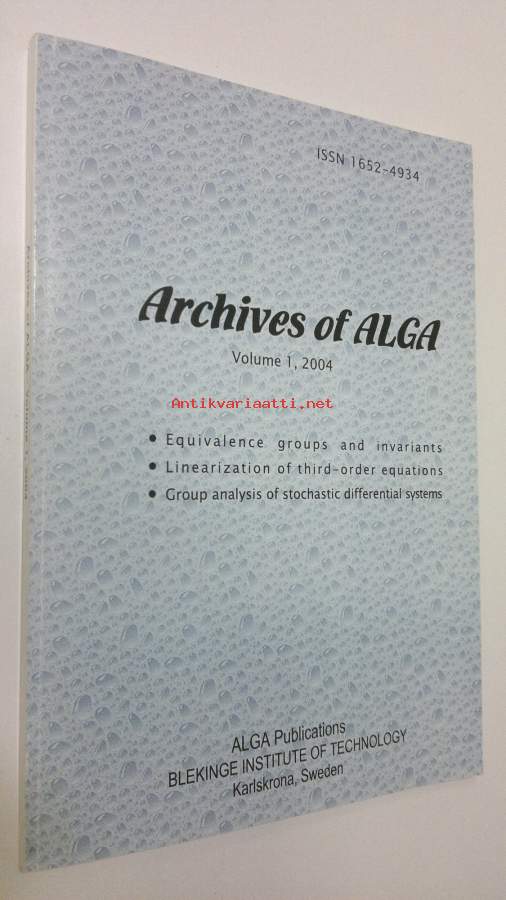 ISSN 1652-4934
Archives of ALGA
Volume 1, 2004
Antikvariaatti.net
• Equivalence groups and invariants
• Linearization of third-order equations
• Group analysis of stochastic differential systems
ALGA Publications
BLEKINGE INSTITUTE OF TECHNOLOGY
Karlskrona, Sweden